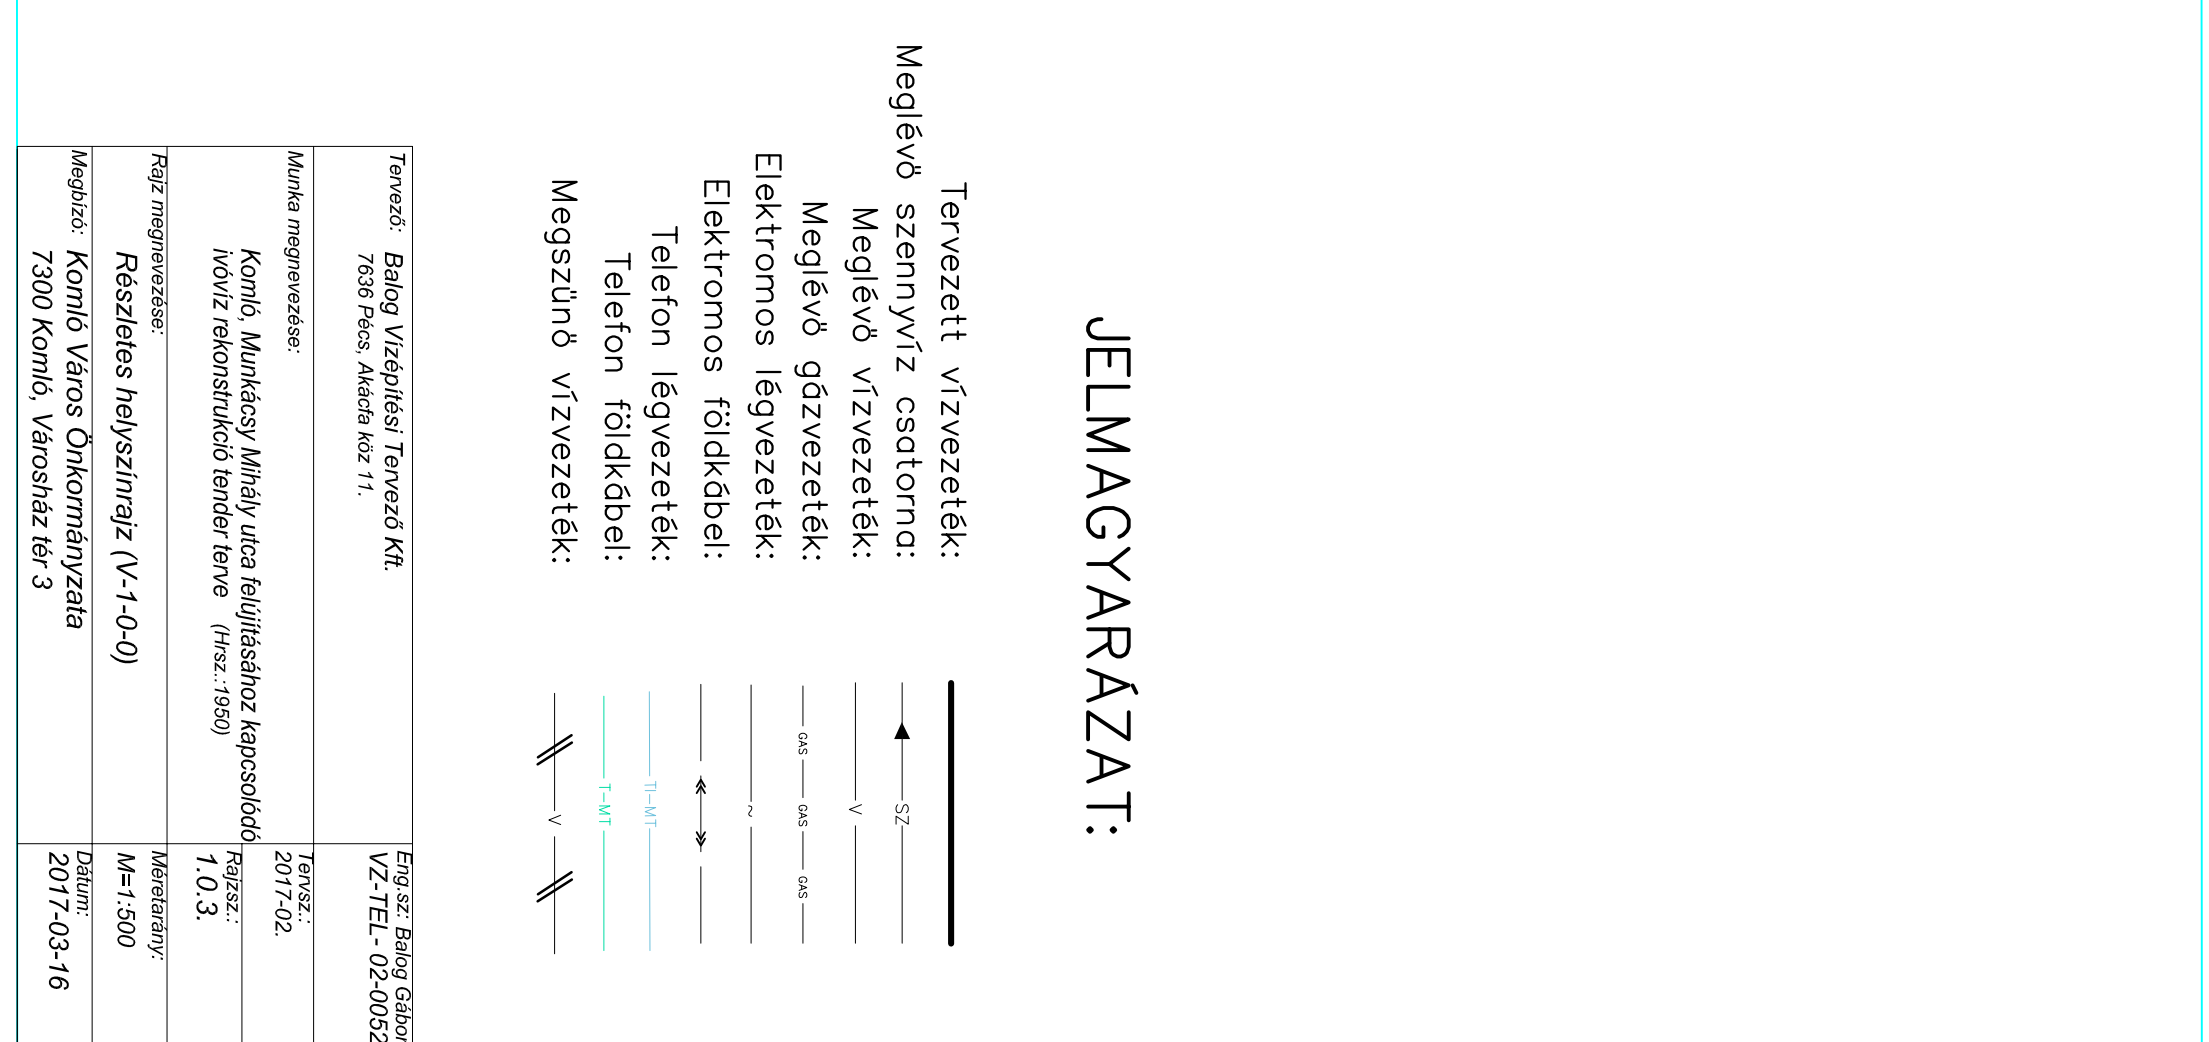 JELMAGYARÁZAT:
Tervezett vízvezeték:
Meglévő szennyvíz csatorna: SZ
Meglévő vízvezeték: V
Meglévő gázvezeték: GAS GAS GAS
Elektromos légvezeték: ~
Elektromos földkábel:
Telefon légvezeték: Tl-MT
Telefon földkábel: T-MT
Megszűnő vízvezeték: V
Tervező: Balog Vízépítési Tervező Kft.
7636 Pécs, Akácfa köz 11.
Eng.sz: Balog Gábor
VZ-TEL- 02-0052
Munka megnevezése:
Komló, Munkácsy Mihály utca felújításához kapcsolódó
ivóvíz rekonstrukció tender terve (Hrsz.:1950)
Tervsz.:
2017-02.
Rajzsz.:
1.0.3.
Rajz megnevezése:
Részletes helyszínrajz (V-1-0-0)
Méretarány:
M=1:500
Megbízó: Komló Város Önkormányzata
7300 Komló, Városház tér 3
Dátum:
2017-03-16